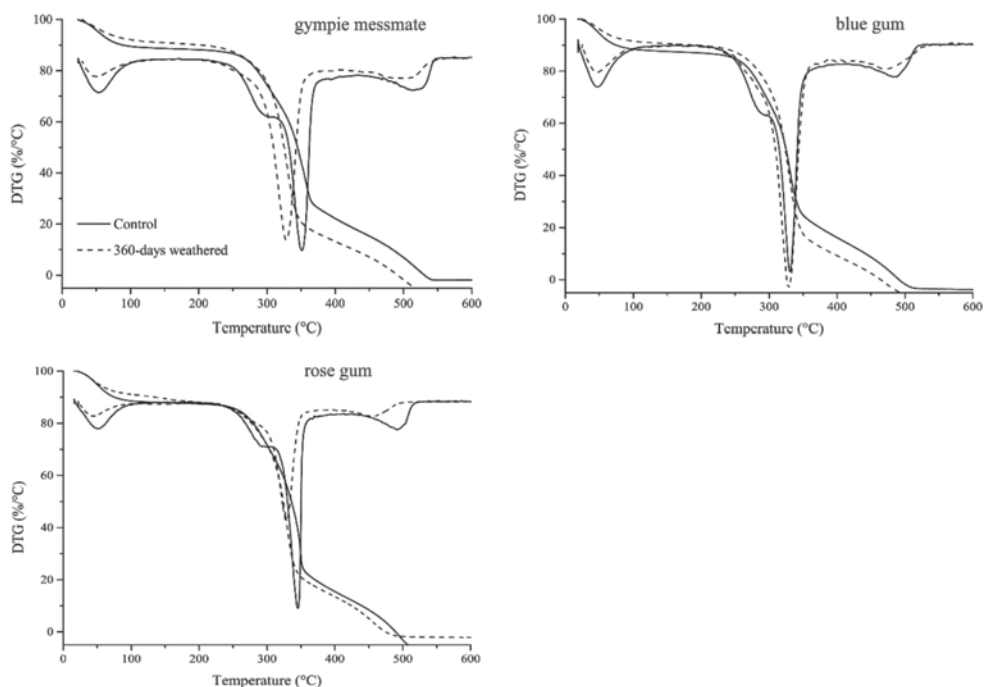 gympie messmate
100
80
60
40
20
0
DTG (%/°C)
Control
360-days weathered
0 100 200 300 400 500 600
Temperature (°C)
blue gum
100
80
60
40
20
0
DTG (%/°C)
0 100 200 300 400 500 600
Temperature (°C)
rose gum
100
80
60
40
20
0
DTG (%/°C)
0 100 200 300 400 500 600
Temperature (°C)